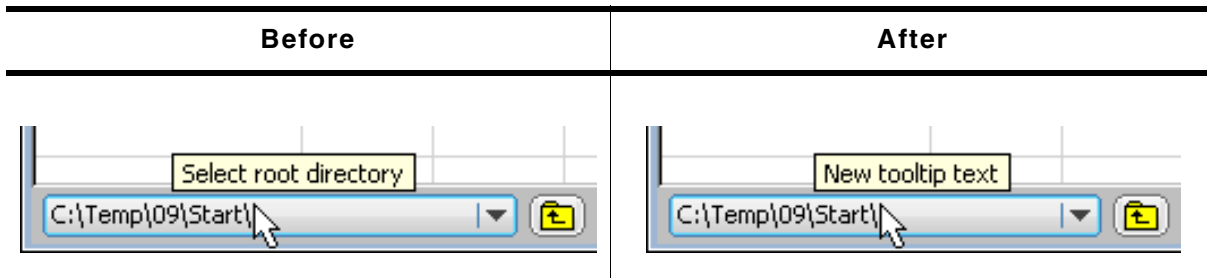 Before
After
Select root directory
C:\Temp\09\Start\
New tooltip text
C:\Temp\09\Start\